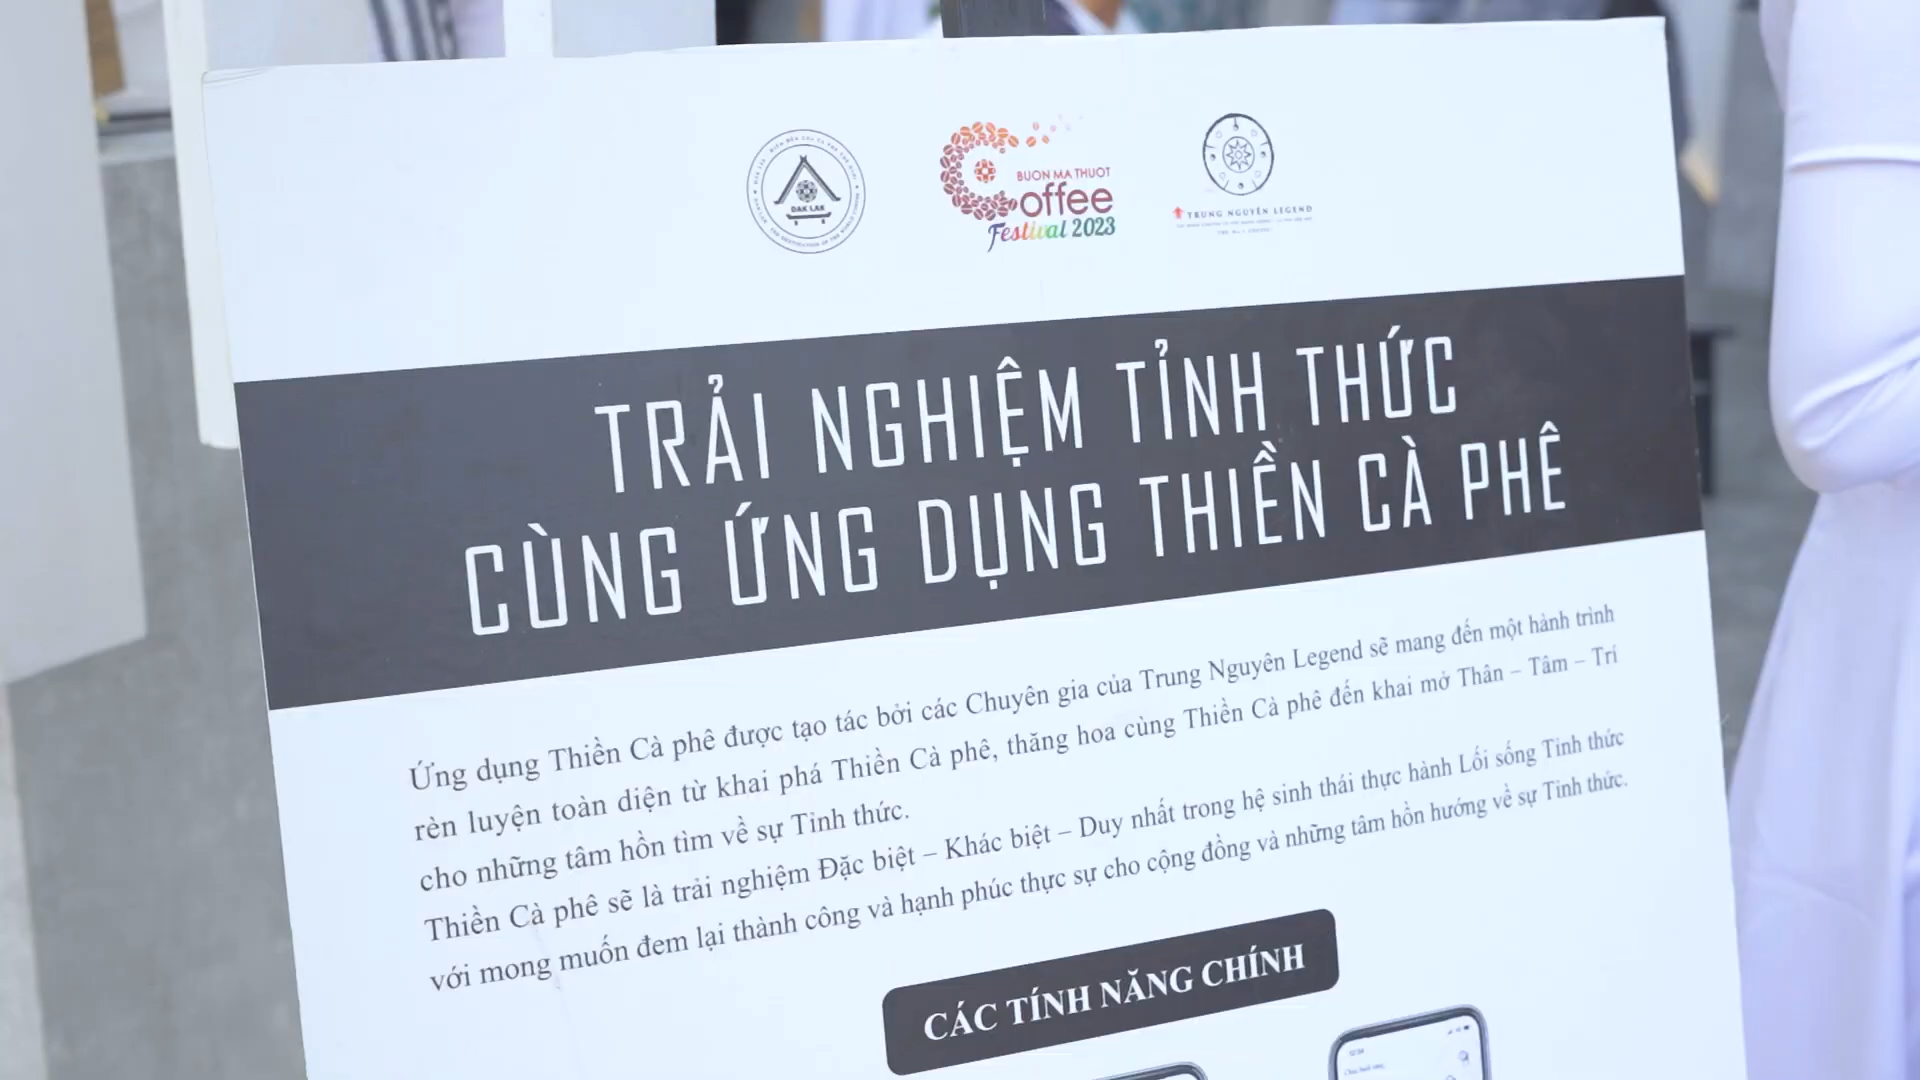 DAK LAK
BUON MA THUOT
Coffee
Festival 2023
TRUNG NGUYÊN LEGEND
TRẢI NGHIỆM TỈNH THỨC
CÙNG ỨNG DỤNG THIỀN CÀ PHÊ
Ứng dụng Thiền Cà phê được tạo tác bởi các Chuyên gia của Trung Nguyên Legend sẽ mang đến một hành trình
rèn luyện toàn diện từ khai phá Thiền Cà phê, thăng hoa cùng Thiền Cà phê đến khai mở Thân – Tâm – Trí
cho những tâm hồn tìm về sự Tỉnh thức.
Thiền Cà phê sẽ là trải nghiệm Đặc biệt – Khác biệt – Duy nhất trong hệ sinh thái thực hành Lối sống Tỉnh thức
với mong muốn đem lại thành công và hạnh phúc thực sự cho cộng đồng và những tâm hồn hướng về sự Tỉnh thức.
CÁC TÍNH NĂNG CHÍNH